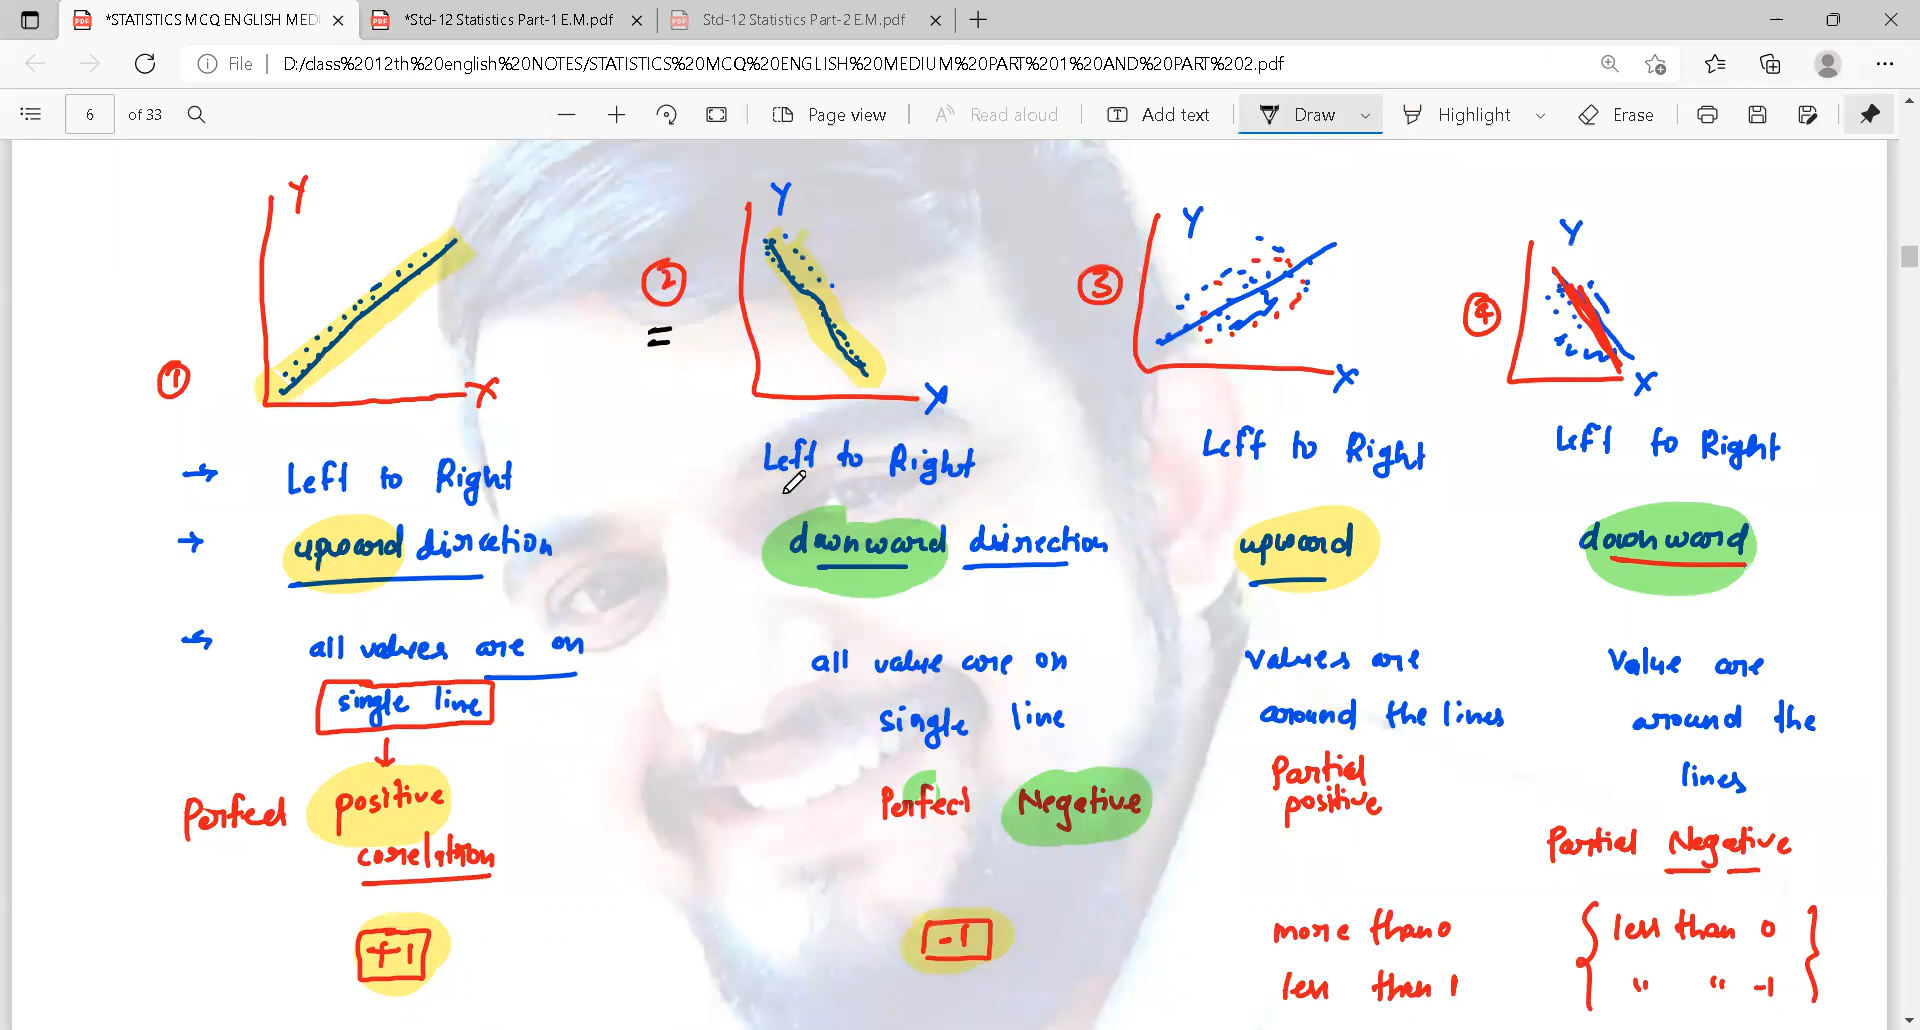 *STATISTICS MCQ ENGLISH MED
*Std-12 Statistics Part-1 E.M.pdf
Std-12 Statistics Part-2 E.M.pdf
File
D:/class%2012th%20english%20NOTES/STATISTICS%20MCQ%20ENGLISH%20MEDIUM%20PART%201%20AND%20PART%202.pdf
6 of 33
Page view
Read aloud
Add text
Draw
Highlight
Erase
Y
X
1
Left to Right
upword direction
all values are on
single line
Perfect positive
corelation
+1
2
=
Y
X
Left to Right
downward direction
all value are on
single line
Perfect Negetive
-1
3
Y
X
Left to Right
upword
values are
around the lines
Partial
positive
more than 0
less than 1
4
Y
X
Left to Right
downward
Value are
around the
lines
Partial Negative
less than 0
" " -1